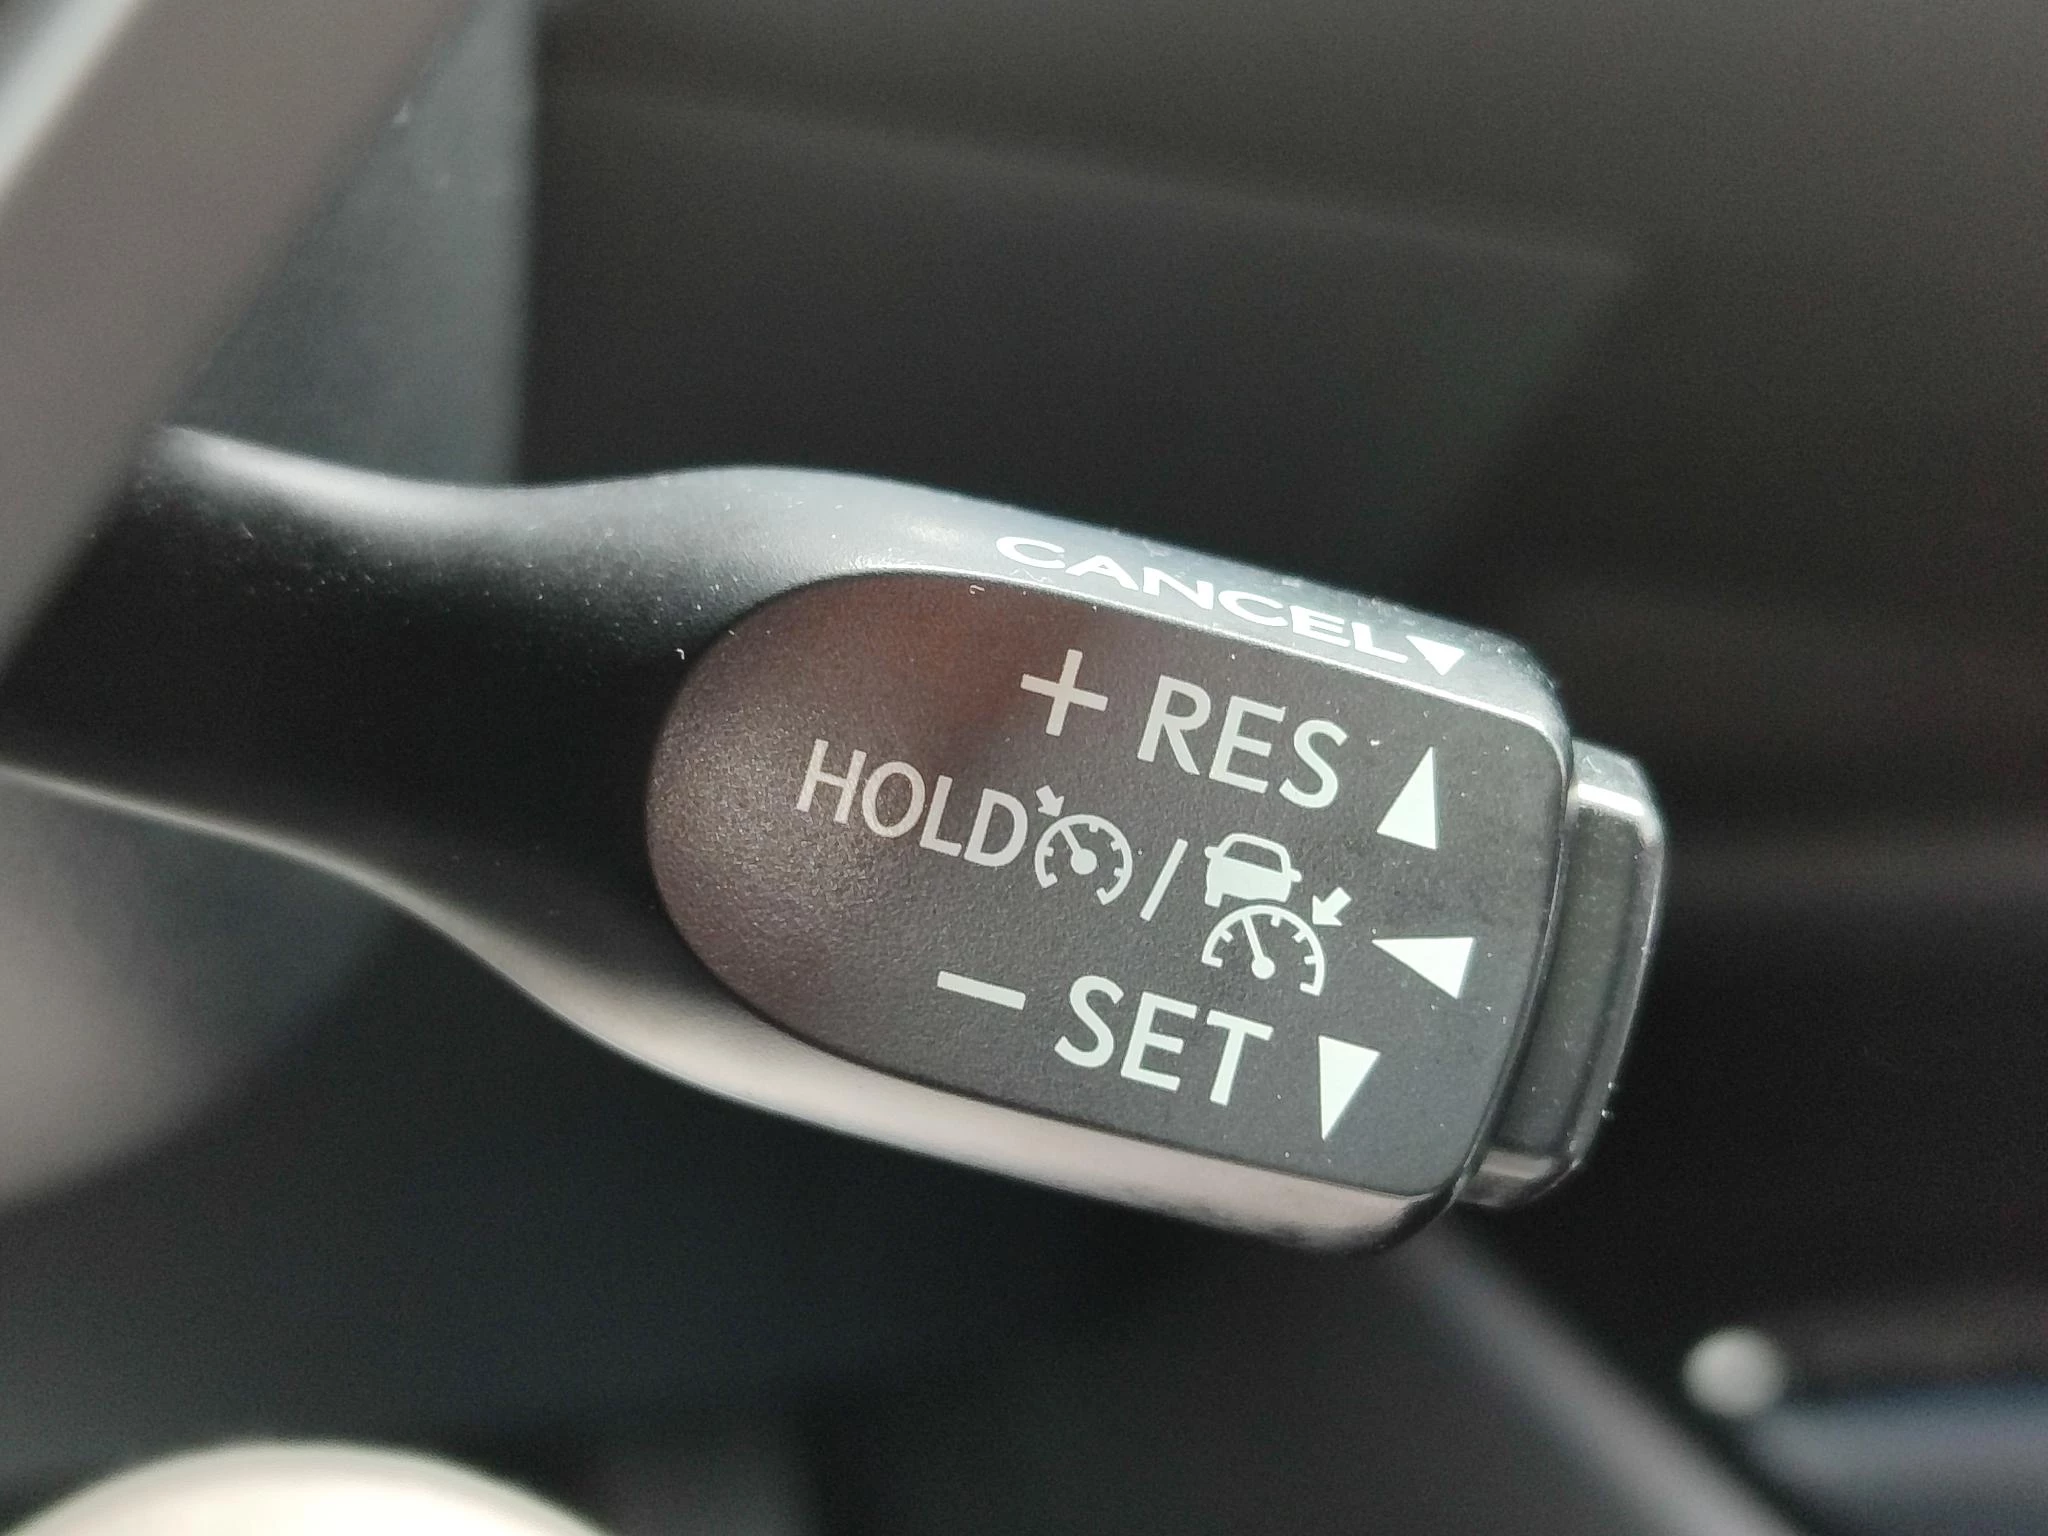 CANCEL
+ RES
HOLD /
− SET